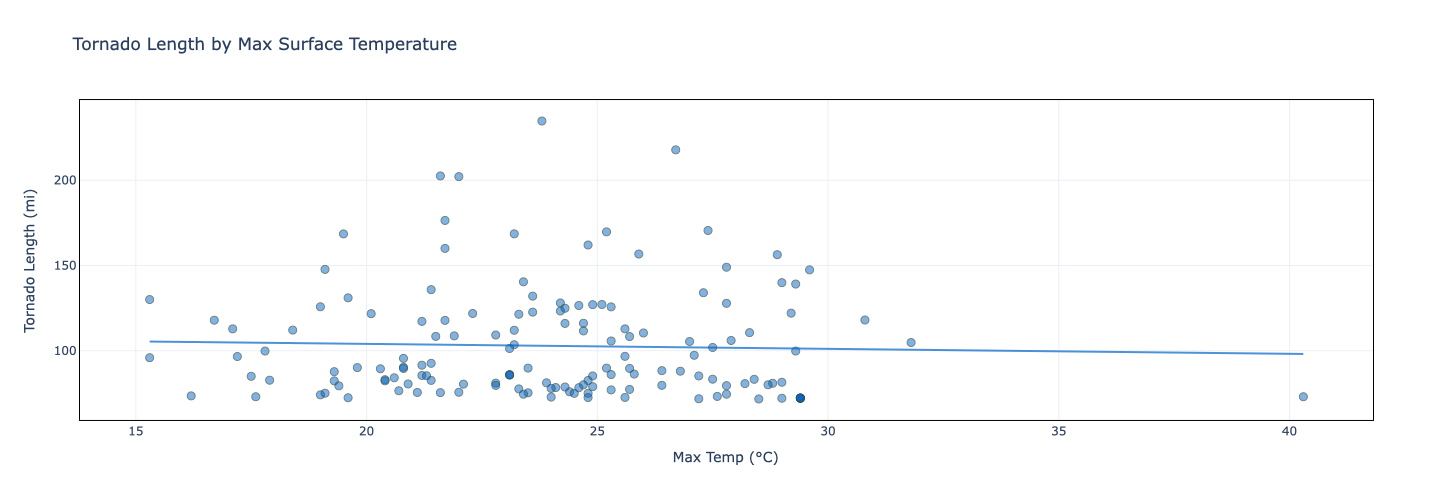 Tornado Length by Max Surface Temperature
Tornado Length (mi)
200
150
100
15 20 25 30 35 40
Max Temp (°C)